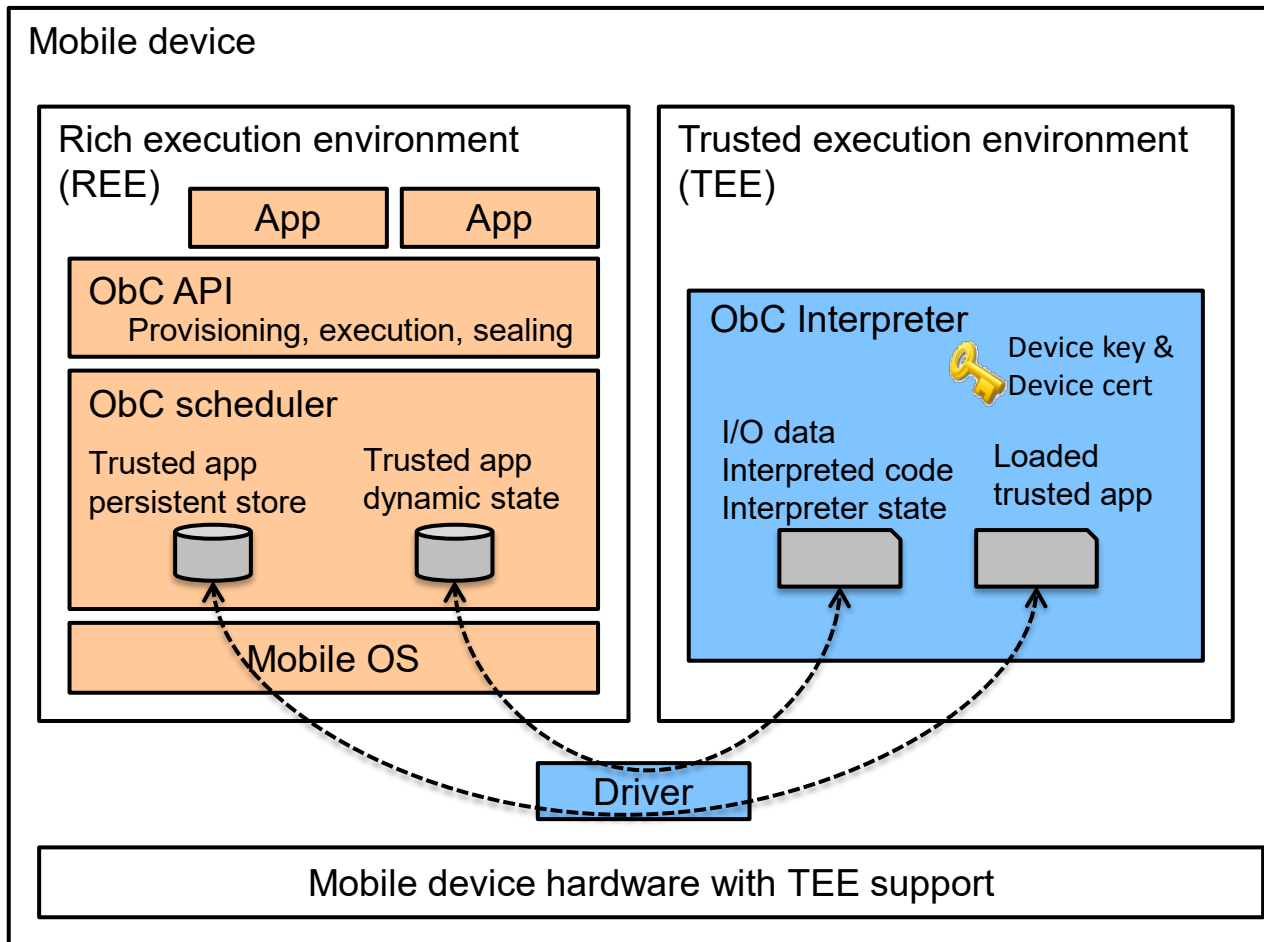 Mobile device
Rich execution environment
(REE)
App
App
ObC API
Provisioning, execution, sealing
ObC scheduler
Trusted app
persistent store
Trusted app
dynamic state
Mobile OS
Trusted execution environment
(TEE)
ObC Interpreter
Device key &
Device cert
I/O data
Interpreted code
Interpreter state
Loaded
trusted app
Driver
Mobile device hardware with TEE support